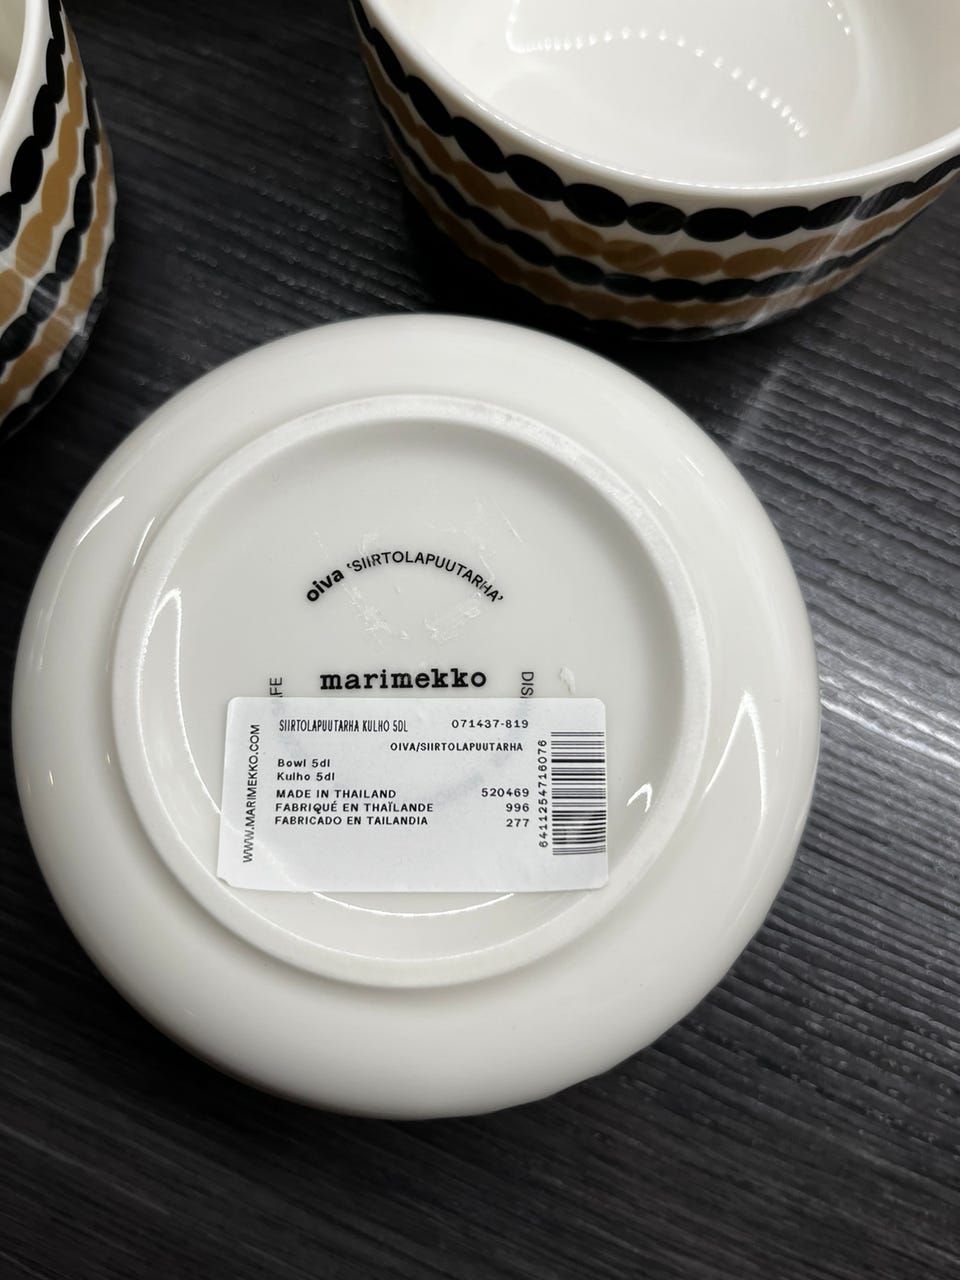 oiva ‘SIIRTOLAPUUTARHA’
marimekko
SIIRTOLAPUUTARHA KULHO 5DL 071437-819
OIVA/SIIRTOLAPUUTARHA
Bowl 5dl
Kulho 5dl
MADE IN THAILAND 520469
FABRIQUÉ EN THAÏLANDE 996
FABRICADO EN TAILANDIA 277
WWW.MARIMEKKO.COM
6411254716076